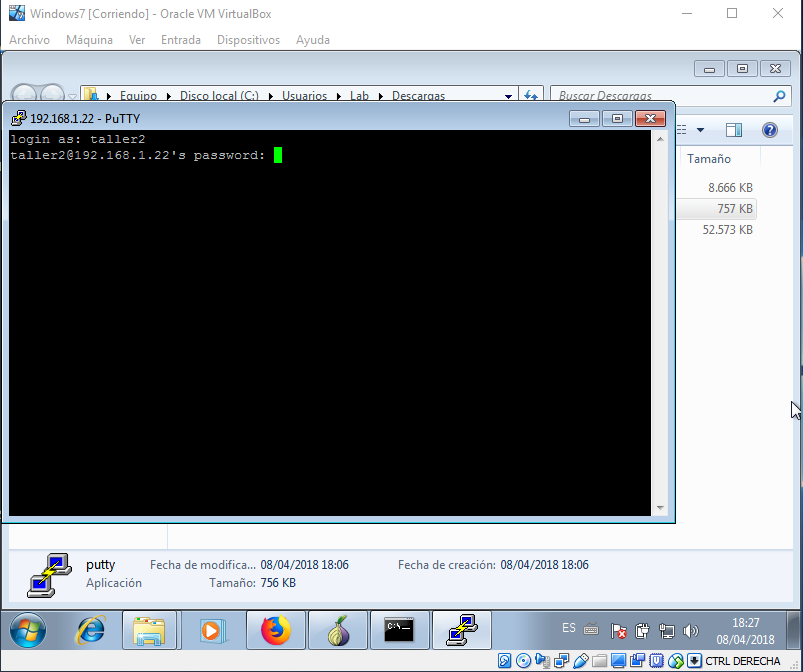 Windows7 [Corriendo] - Oracle VM VirtualBox
Archivo Máquina Ver Entrada Dispositivos Ayuda
Equipo Disco local (C:) Usuarios Lab Descargas Buscar Descargas
192.168.1.22 - PuTTY
login as: taller2
taller2@192.168.1.22's password:
Tamaño
8.666 KB
757 KB
52.573 KB
putty Fecha de modifica... 08/04/2018 18:06 Fecha de creación: 08/04/2018 18:06
Aplicación Tamaño: 756 KB
C:\_
ES 18:27
08/04/2018
CTRL DERECHA